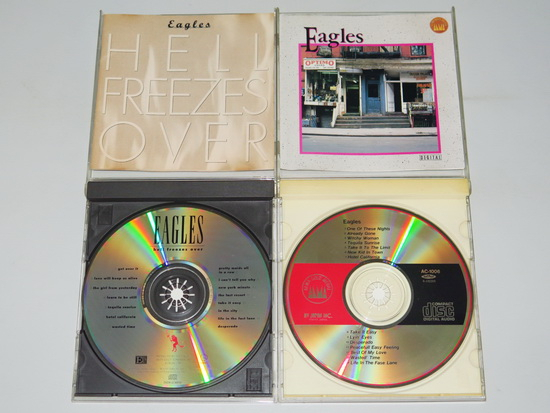 Eagles
HELL
FREEZES
OVER
Eagles
OPTIMO
DIGITAL
EAGLES
hell freezes over
get over it
love will keep us alive
the girl from yesterday
learn to be still
tequila sunrise
hotel california
wasted time
pretty maids all
in a row
I can't tell you why
new york minute
the last resort
take it easy
in the city
life in the fast lane
desperado
Eagles
• One Of These Nights
• Already Gone
• Witchy Woman
• Tequila Sunrise
• Take It To The Limit
• New Kid In Town
• Hotel California
AC-1006
COMPACT
disc
DIGITAL AUDIO
• Take It Easy
• Lyin' Eyes
• Desperado
• Peaceful Easy Feeling
• Best Of My Love
• Wasted Time
• Life In The Fase Lane